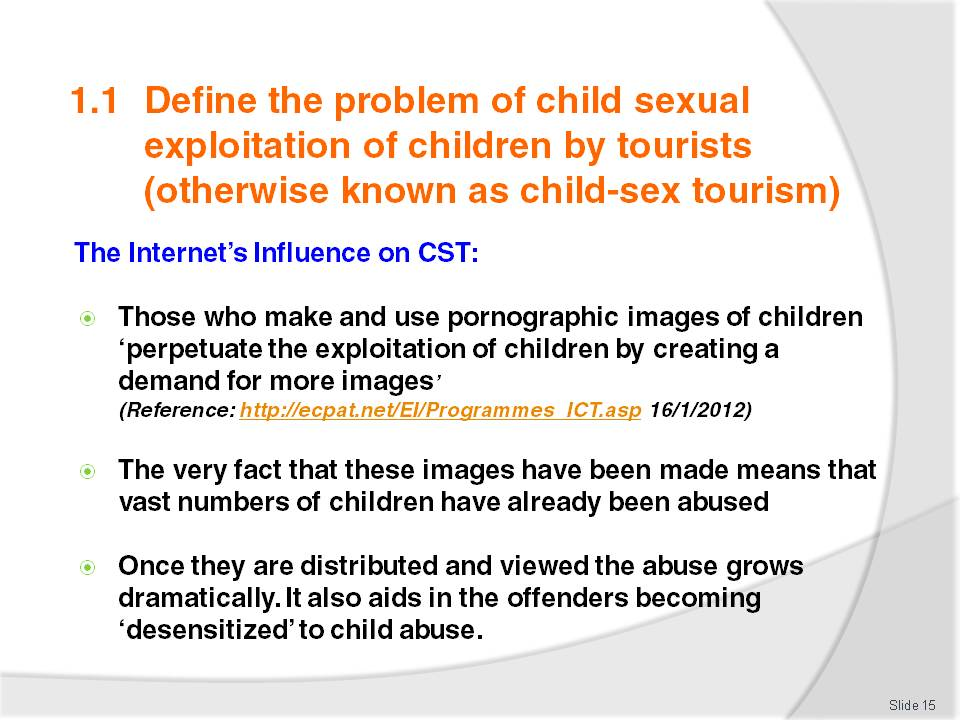 1.1 Define the problem of child sexual
exploitation of children by tourists
(otherwise known as child-sex tourism)
The Internet’s Influence on CST:
Those who make and use pornographic images of children
‘perpetuate the exploitation of children by creating a
demand for more images’
(Reference: http://ecpat.net/EI/Programmes_ICT.asp 16/1/2012)
The very fact that these images have been made means that
vast numbers of children have already been abused
Once they are distributed and viewed the abuse grows
dramatically. It also aids in the offenders becoming
‘desensitized’ to child abuse.
Slide 15